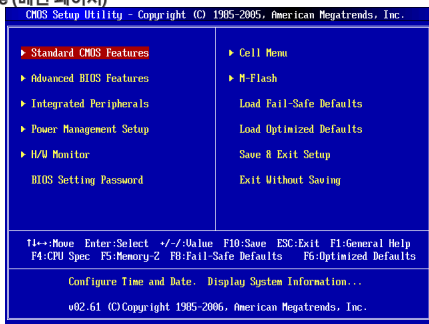 CMOS Setup Utility - Copyright (C) 1985-2005, American Megatrends, Inc.
▶ Standard CMOS Features
▶ Advanced BIOS Features
▶ Integrated Peripherals
▶ Power Management Setup
▶ H/W Monitor
BIOS Setting Password
▶ Cell Menu
▶ M-Flash
Load Fail-Safe Defaults
Load Optimized Defaults
Save & Exit Setup
Exit Without Saving
↑↓←→:Move Enter:Select +/-/:Value F10:Save ESC:Exit F1:General Help
F4:CPU Spec F5:Memory-Z F8:Fail-Safe Defaults F6:Optimized Defaults
Configure Time and Date. Display System Information...
v02.61 (C)Copyright 1985-2006, American Megatrends, Inc.